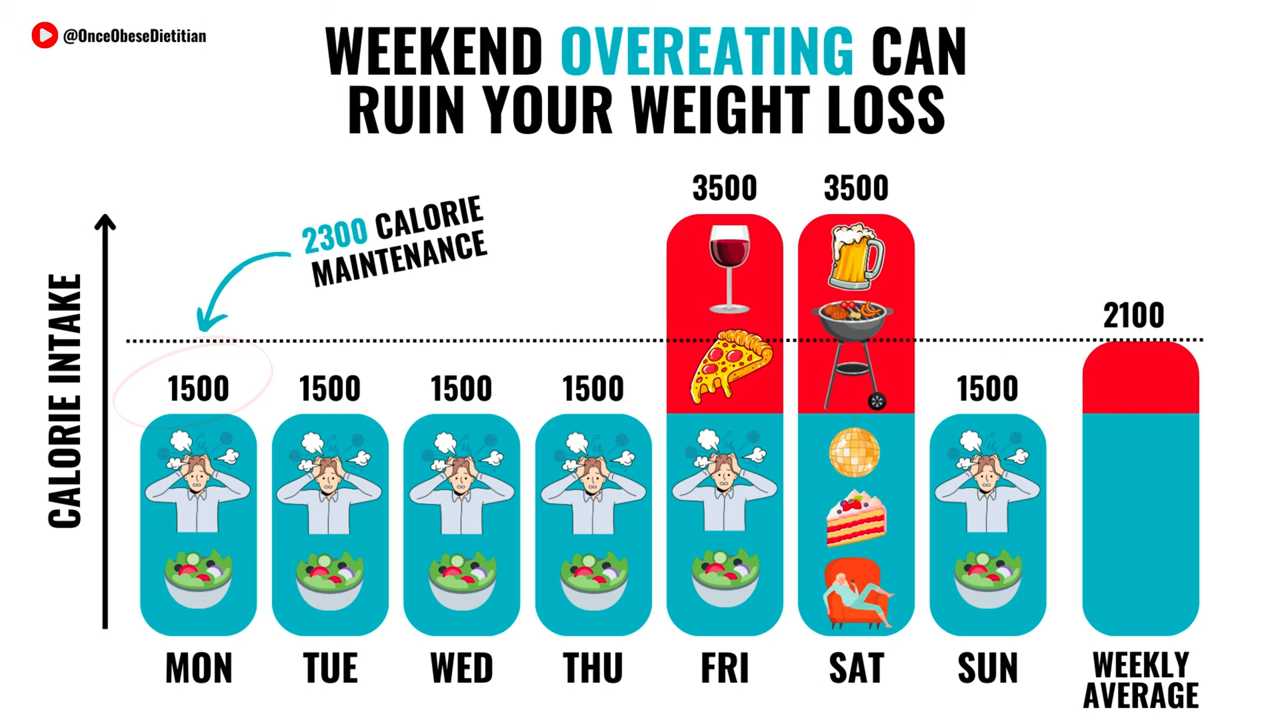 @OnceObeseDietitian
WEEKEND OVEREATING CAN
RUIN YOUR WEIGHT LOSS
2300 CALORIE
MAINTENANCE
CALORIE INTAKE
1500
1500
1500
1500
3500
3500
1500
2100
MON
TUE
WED
THU
FRI
SAT
SUN
WEEKLY
AVERAGE